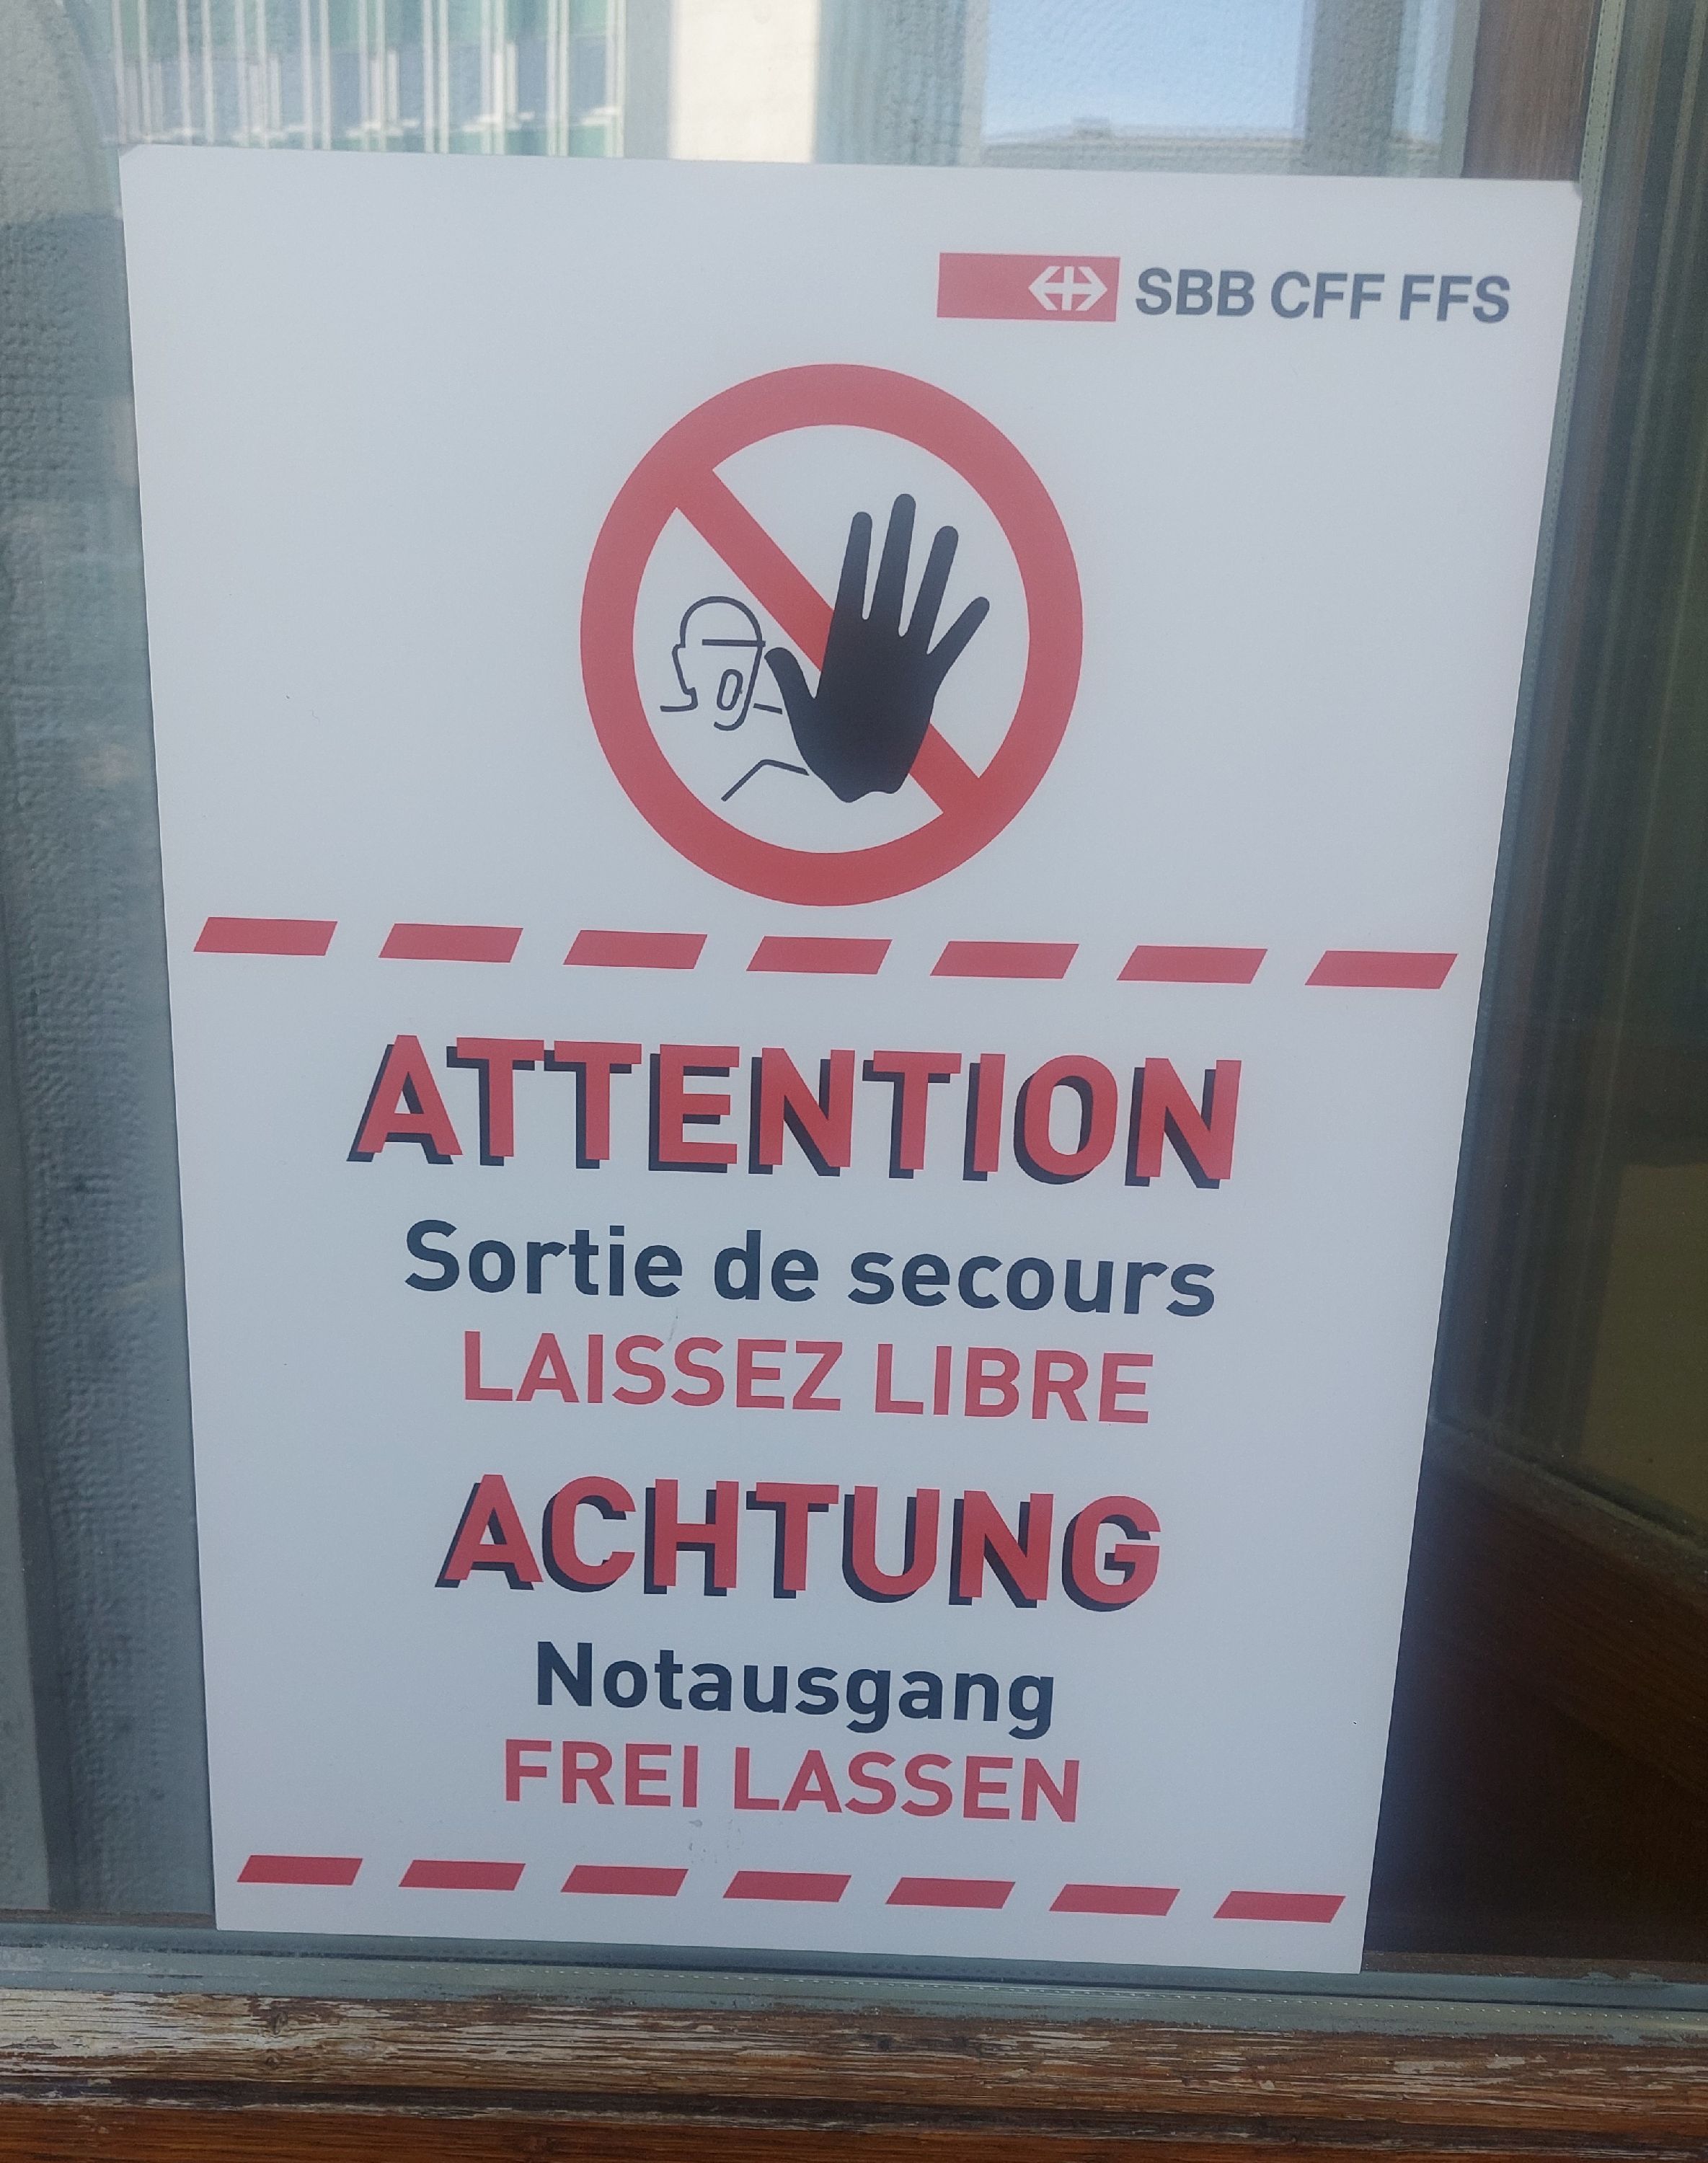 SBB CFF FFS
ATTENTION
Sortie de secours
LAISSEZ LIBRE
ACHTUNG
Notausgang
FREI LASSEN